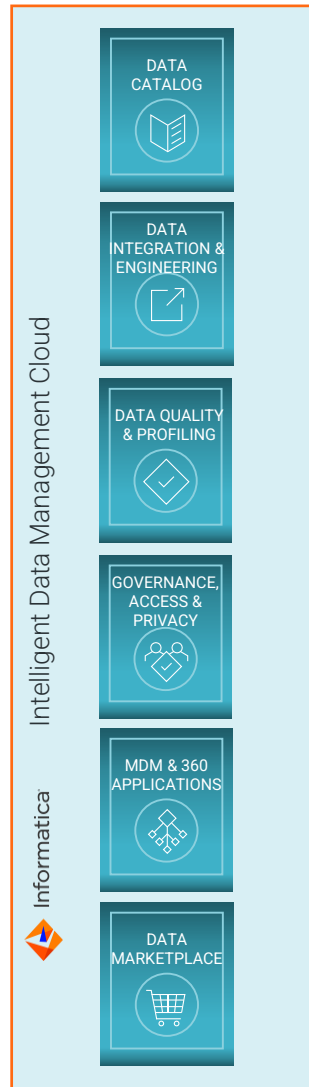 DATA
CATALOG
DATA
INTEGRATION &
ENGINEERING
DATA QUALITY
& PROFILING
GOVERNANCE,
ACCESS &
PRIVACY
MDM & 360
APPLICATIONS
DATA
MARKETPLACE
Informatica Intelligent Data Management Cloud